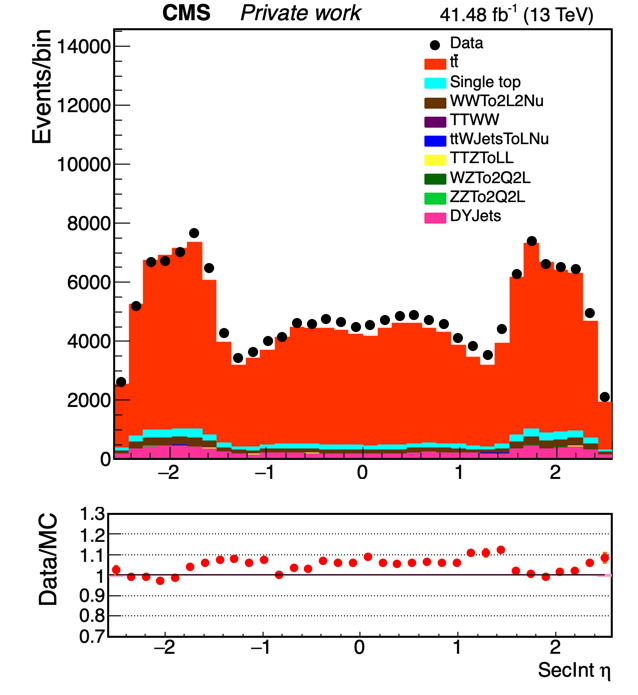 CMS Private work 41.48 fb-1 (13 TeV)
Events/bin
14000
12000
10000
8000
6000
4000
2000
0
Data
tt̄
Single top
WWTo2L2Nu
TTWW
ttWJetsToLNu
TTZToLL
WZTo2Q2L
ZZTo2Q2L
DYJets
−2 −1 0 1 2
Data/MC
1.3
1.2
1.1
1
0.9
0.8
0.7
−2 −1 0 1 2
SecInt η